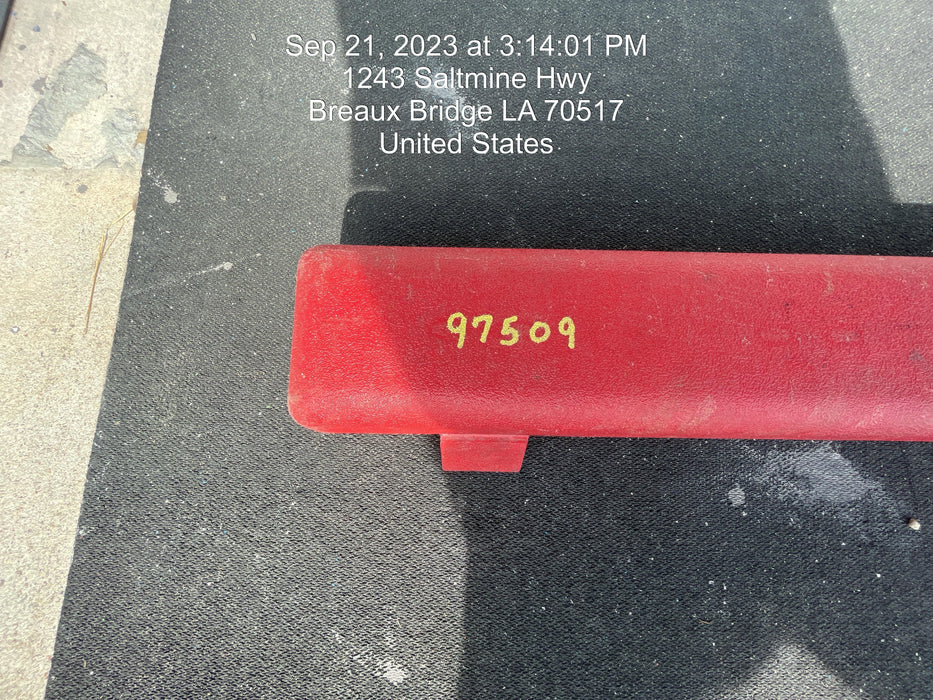 Sep 21, 2023 at 3:14:01 PM
1243 Saltmine Hwy
Breaux Bridge LA 70517
United States
97509